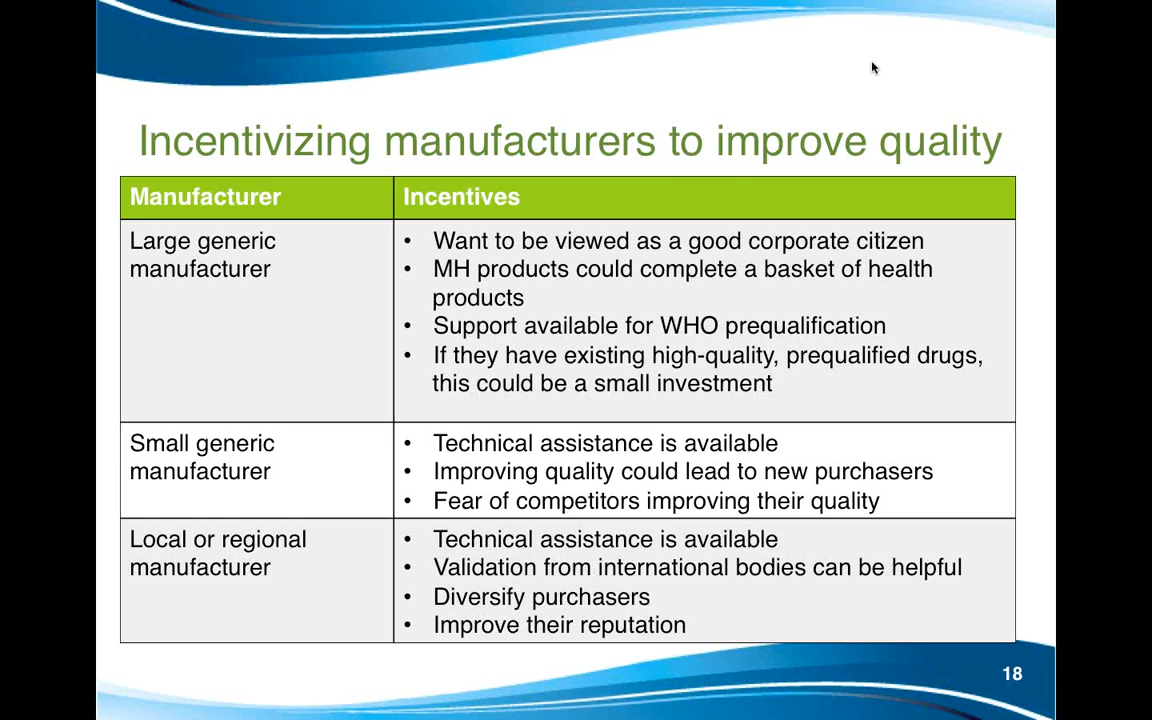 Incentivizing manufacturers to improve quality
Manufacturer
Incentives
Large generic
manufacturer
• Want to be viewed as a good corporate citizen
• MH products could complete a basket of health
products
• Support available for WHO prequalification
• If they have existing high-quality, prequalified drugs,
this could be a small investment
Small generic
manufacturer
• Technical assistance is available
• Improving quality could lead to new purchasers
• Fear of competitors improving their quality
Local or regional
manufacturer
• Technical assistance is available
• Validation from international bodies can be helpful
• Diversify purchasers
• Improve their reputation
18